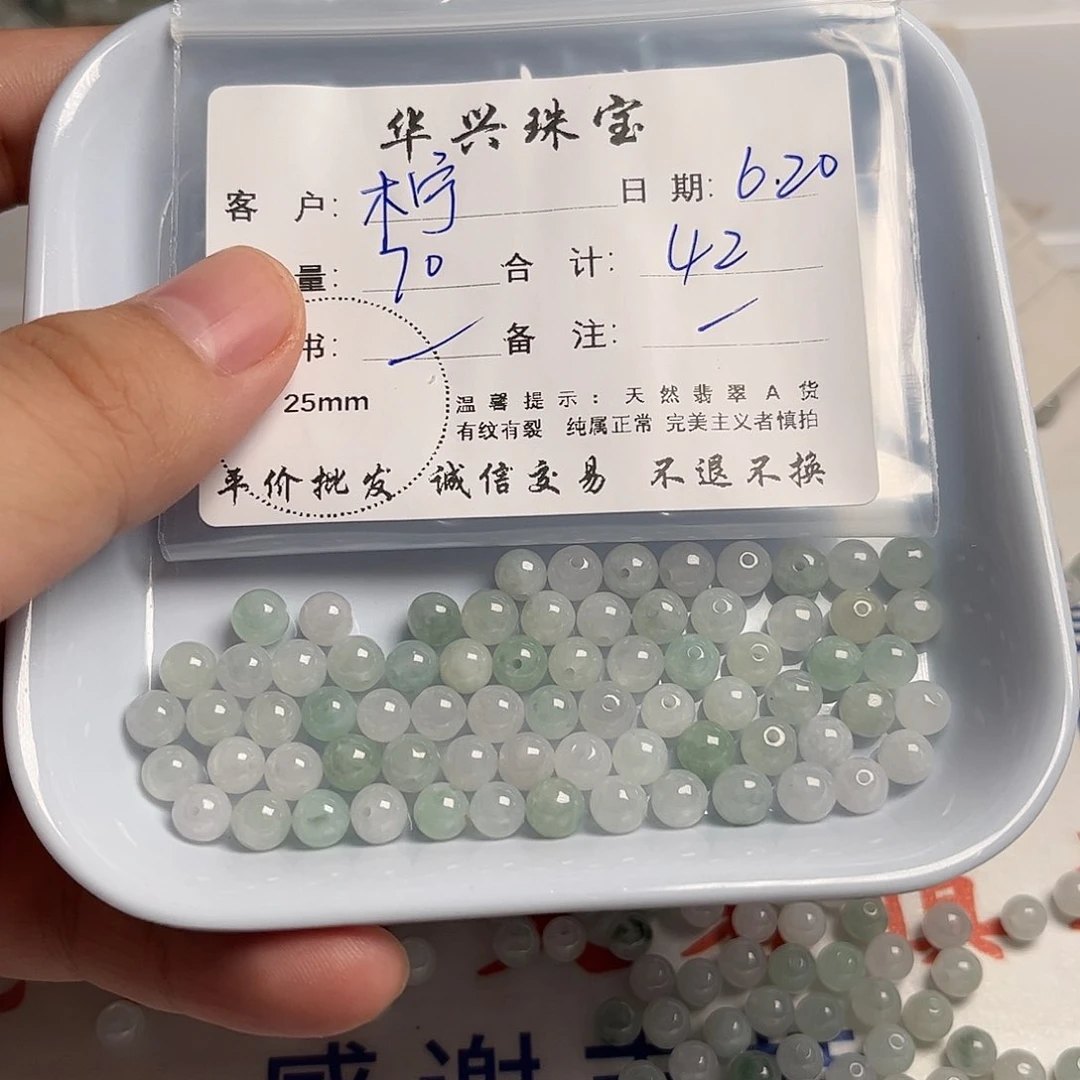 华兴珠宝
客 户: 柠 日 期: 6.20
量: 70 合 计: 42
书: 备 注:
25mm 温馨提示: 天然翡翠A货
有纹有裂 纯属正常 完美主义者慎拍
平价批发 诚信交易 不退不换
感谢